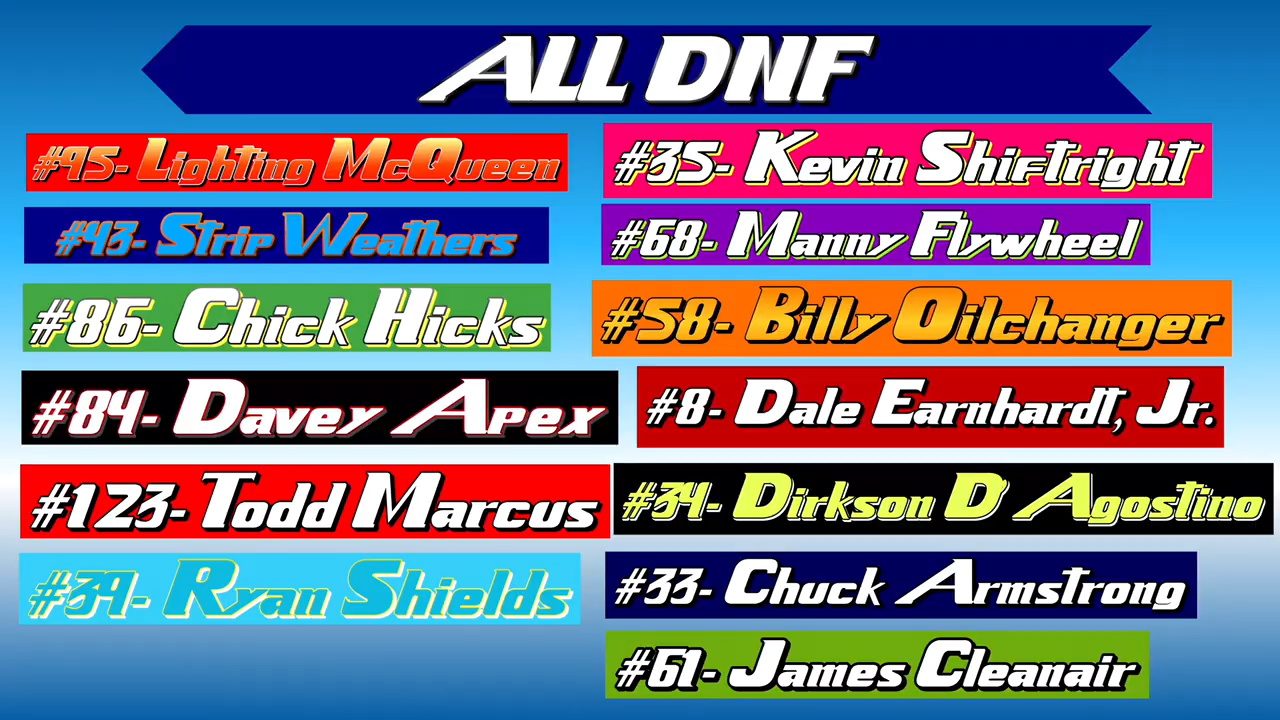 ALL DNF
#95- Lighting McQueen
#43- Strip Weathers
#86- Chick Hicks
#84- Davey Apex
#123- Todd Marcus
#39- Ryan Shields
#35- Kevin Shiftright
#68- Manny Flywheel
#58- Billy Oilchanger
#8- Dale Earnhardt, Jr.
#34- Dirkson D' Agostino
#33- Chuck Armstrong
#61- James Cleanair